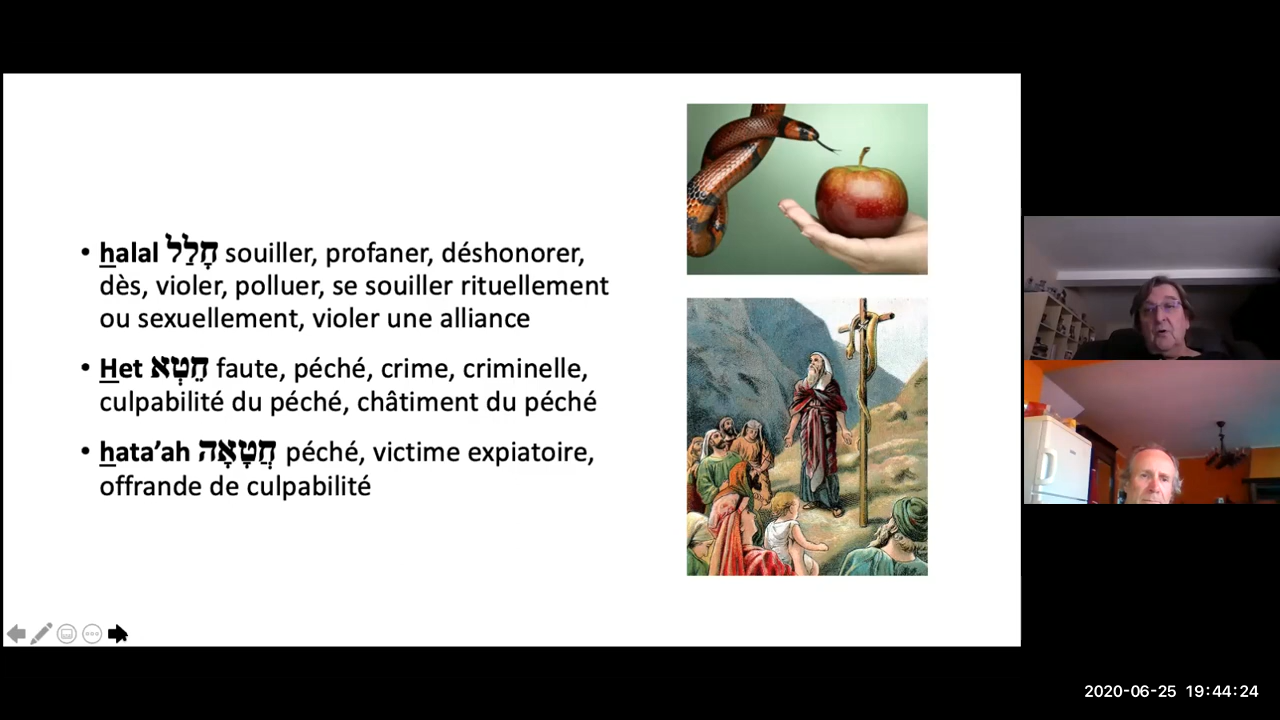 • halal חָלַל souiller, profaner, déshonorer,
dès, violer, polluer, se souiller rituellement
ou sexuellement, violer une alliance
• Het חֵטְא faute, péché, crime, criminelle,
culpabilité du péché, châtiment du péché
• hata’ah חֲטָאָה péché, victime expiatoire,
offrande de culpabilité
2020-06-25 19:44:24